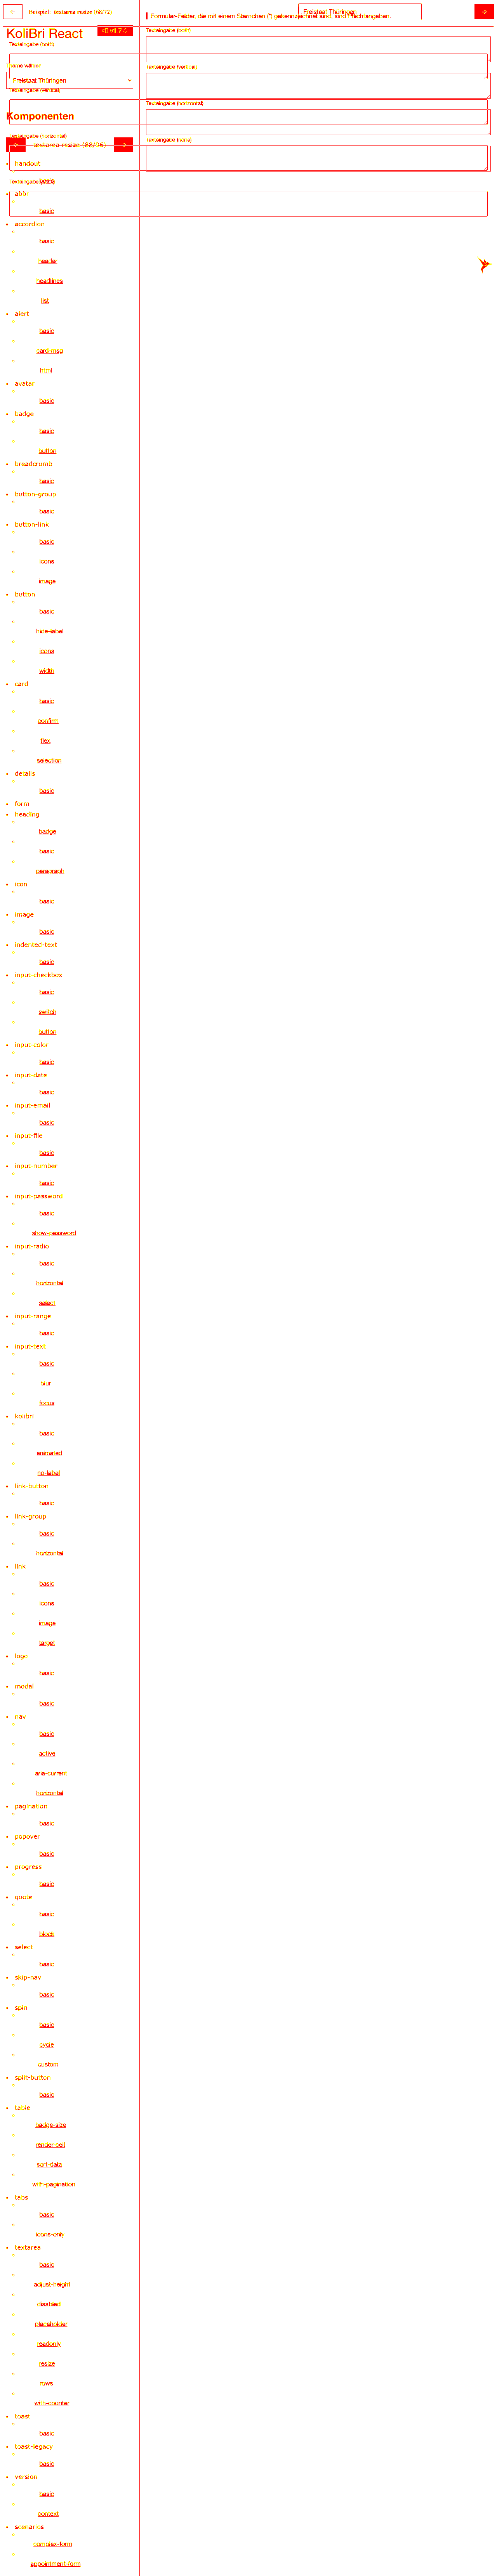 Beispiel: textarea-resize (68/72)
Freistaat Thüringen
Formular-Felder, die mit einem Sternchen (*) gekennzeichnet sind, sind Pflichtangaben.
KoliBri React
v1.7.6
Texteingabe (both)
Texteingabe (both)
Theme wählen
Texteingabe (vertical)
Freistaat Thüringen
Texteingabe (vertical)
Texteingabe (horizontal)
Komponenten
Texteingabe (horizontal)
Texteingabe (none)
handout
basic
abbr
basic
accordion
basic
header
headlines
list
alert
basic
card-msg
html
avatar
basic
badge
basic
button
breadcrumb
basic
button-group
basic
button-link
basic
icons
image
button
basic
hide-label
icons
width
card
basic
confirm
flex
selection
details
basic
form
heading
badge
basic
paragraph
icon
basic
image
basic
indented-text
basic
input-checkbox
basic
switch
button
input-color
basic
input-date
basic
input-email
basic
input-file
basic
input-number
basic
input-password
basic
show-password
input-radio
basic
horizontal
select
input-range
basic
input-text
basic
blur
focus
kolibri
basic
animated
no-label
link-button
basic
link-group
basic
horizontal
link
basic
icons
image
target
logo
basic
modal
basic
nav
basic
active
aria-current
horizontal
pagination
basic
popover
basic
progress
basic
quote
basic
block
select
basic
skip-nav
basic
spin
basic
cycle
custom
split-button
basic
table
badge-size
render-cell
sort-data
with-pagination
tabs
basic
icons-only
textarea
basic
adjust-height
disabled
placeholder
readonly
resize
rows
with-counter
toast
basic
toast-legacy
basic
version
basic
context
scenarios
complex-form
appointment-form